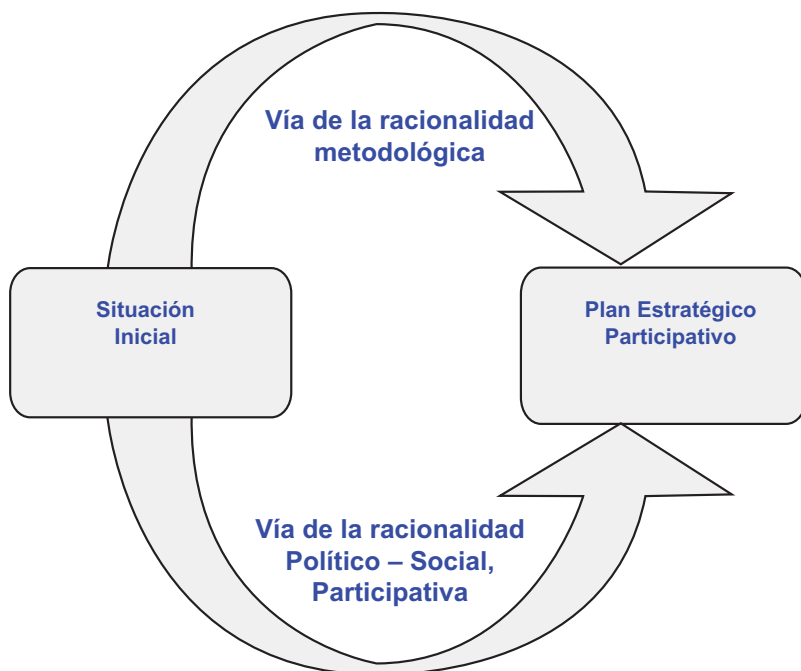 Vía de la racionalidad
metodológica
Situación
Inicial
Plan Estratégico
Participativo
Vía de la racionalidad
Político – Social,
Participativa